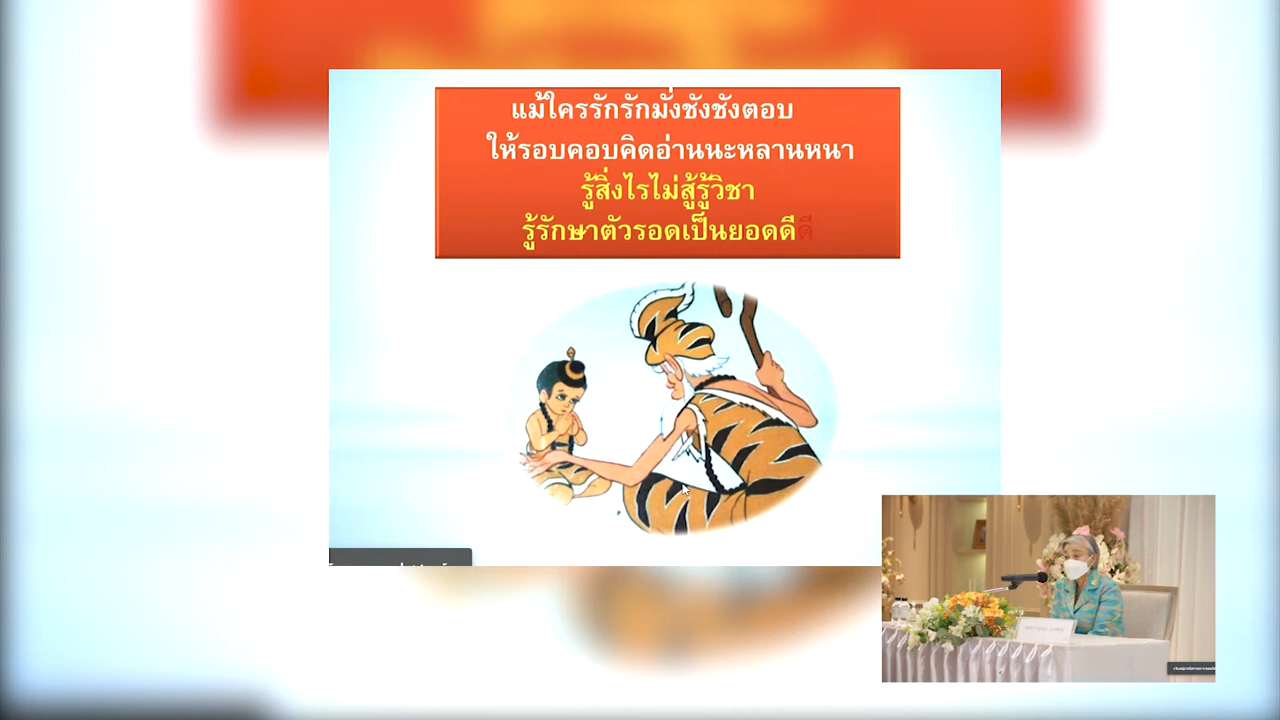 แม้ใครรักรักมั่งชังชังตอบ
ให้รอบคอบคิดอ่านนะหลานหนา
รู้สิ่งไรไม่สู้รู้วิชา
รู้รักษาตัวรอดเป็นยอดดีดี